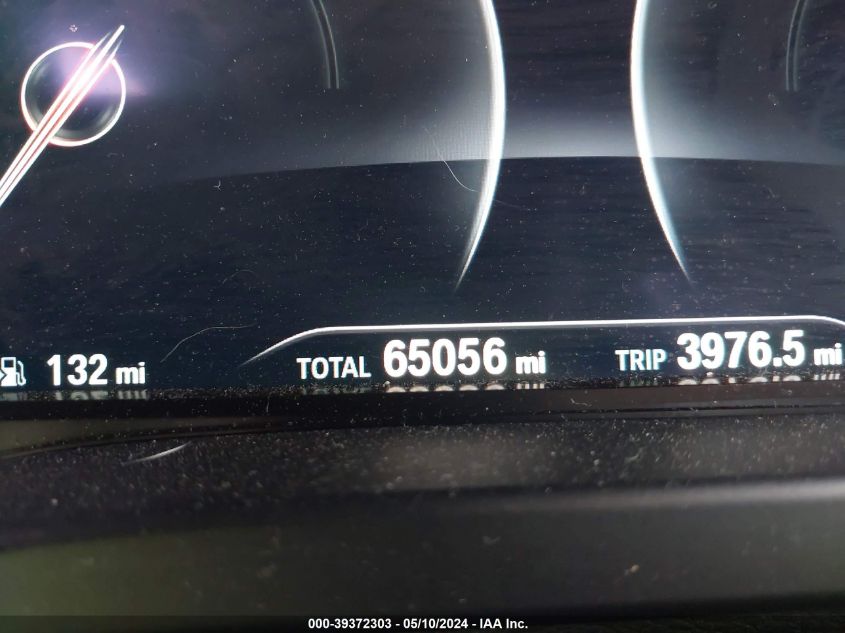 132 mi TOTAL 65056 mi TRIP 3976.5 mi
000-39372303 - 05/10/2024 - IAA Inc.